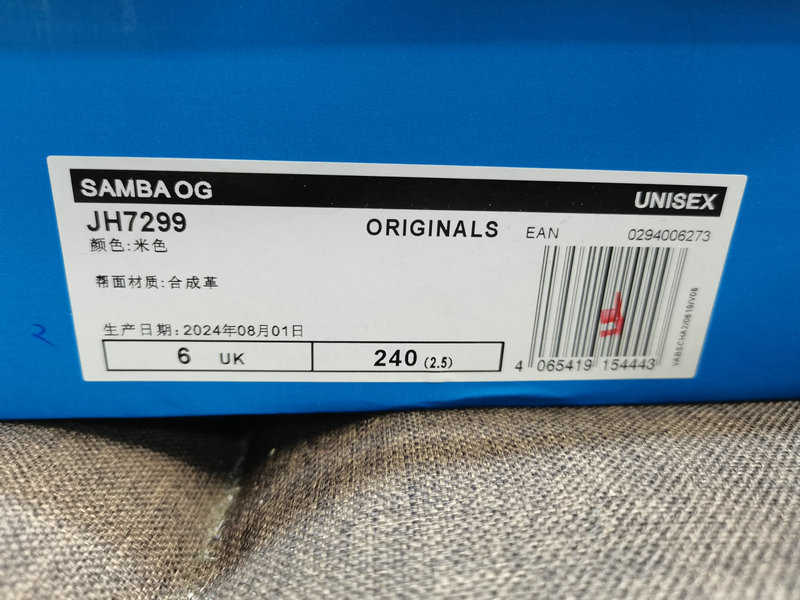 SAMBA OG
UNISEX
JH7299
ORIGINALS
EAN 0294006273
颜色:米色
帮面材质:合成革
生产日期:2024年08月01日
6 UK
240 (2.5)
4 065419 154443
2